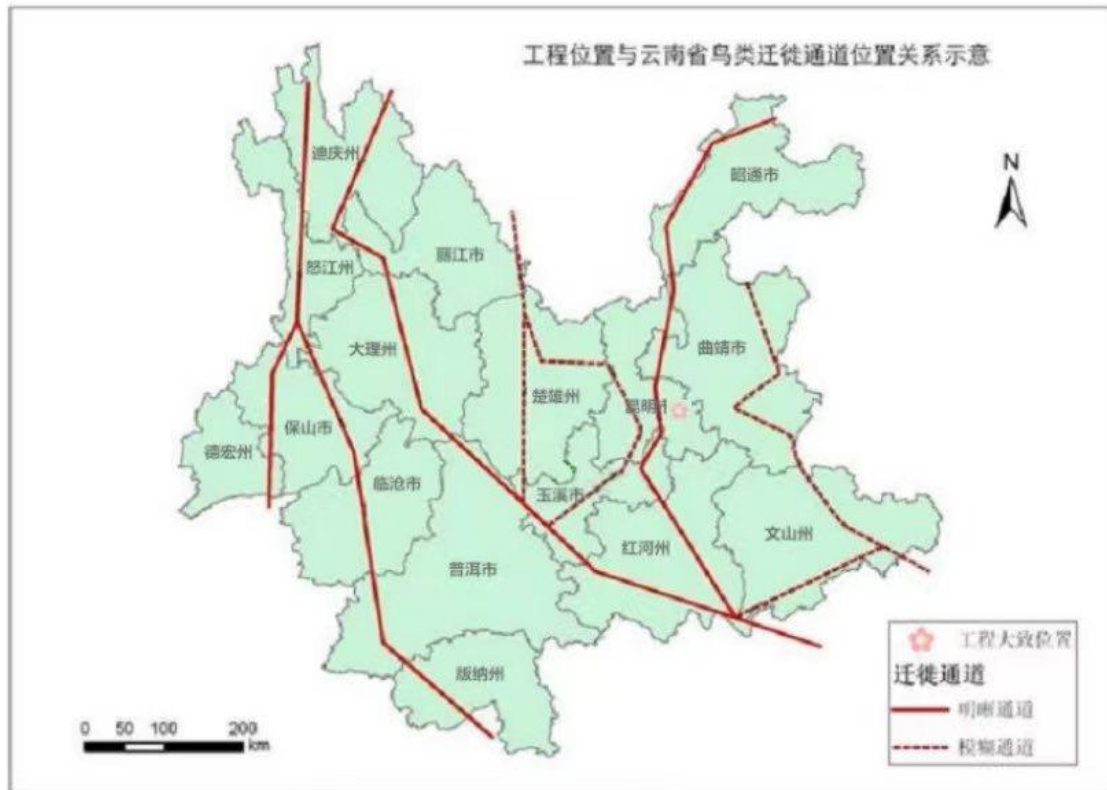 工程位置与云南省鸟类迁徙通道位置关系示意
N
迪庆州
昭通市
丽江市
怒江州
大理州
曲靖市
楚雄州
昆明
保山市
德宏州
临沧市
玉溪市
红河州
文山州
普洱市
版纳州
工程大致位置
迁徙通道
明晰通道
模糊通道
0 50 100 200
km